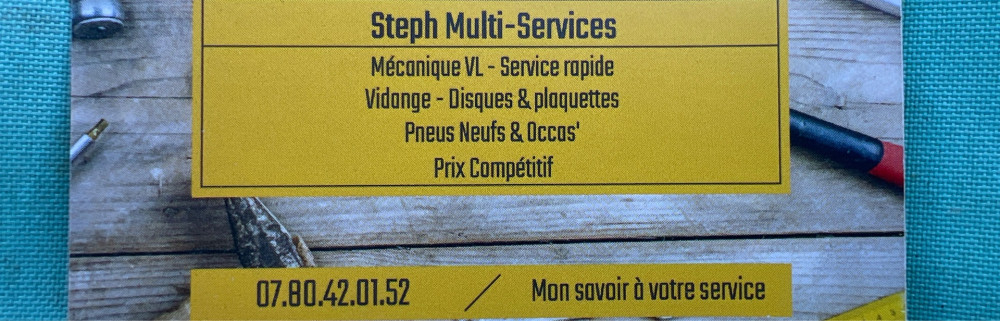 Steph Multi-Services
Mécanique VL - Service rapide
Vidange - Disques & plaquettes
Pneus Neufs & Occas'
Prix Compétitif
07.80.42.01.52 / Mon savoir à votre service